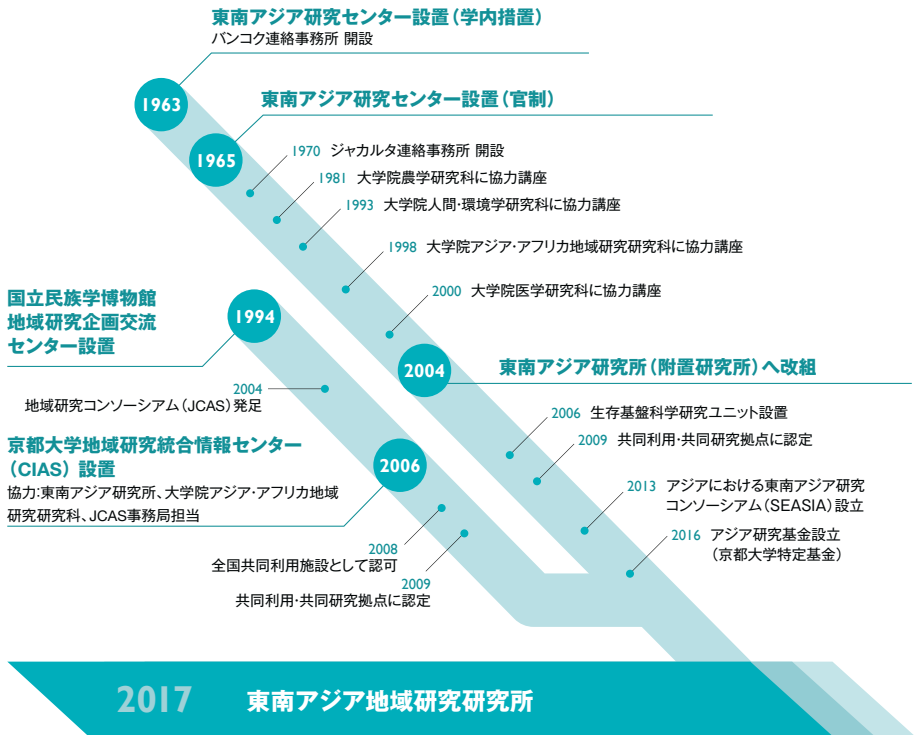 東南アジア研究センター設置（学内措置）
バンコク連絡事務所 開設
1963
東南アジア研究センター設置（官制）
1965
1970 ジャカルタ連絡事務所 開設
1981 大学院農学研究科に協力講座
1993 大学院人間・環境学研究科に協力講座
1998 大学院アジア・アフリカ地域研究研究科に協力講座
2000 大学院医学研究科に協力講座
国立民族学博物館
地域研究企画交流
センター設置
1994
2004
地域研究コンソーシアム（JCAS）発足
2004
東南アジア研究所（附置研究所）へ改組
2006 生存基盤科学研究ユニット設置
2009 共同利用・共同研究拠点に認定
2013 アジアにおける東南アジア研究
コンソーシアム（SEASIA）設立
2016 アジア研究基金設立
（京都大学特定基金）
京都大学地域研究統合情報センター
（CIAS）設置
協力：東南アジア研究所、大学院アジア・アフリカ地域
研究研究科、JCAS事務局担当
2006
2008
全国共同利用施設として認可
2009
共同利用・共同研究拠点に認定
2017 東南アジア地域研究研究所